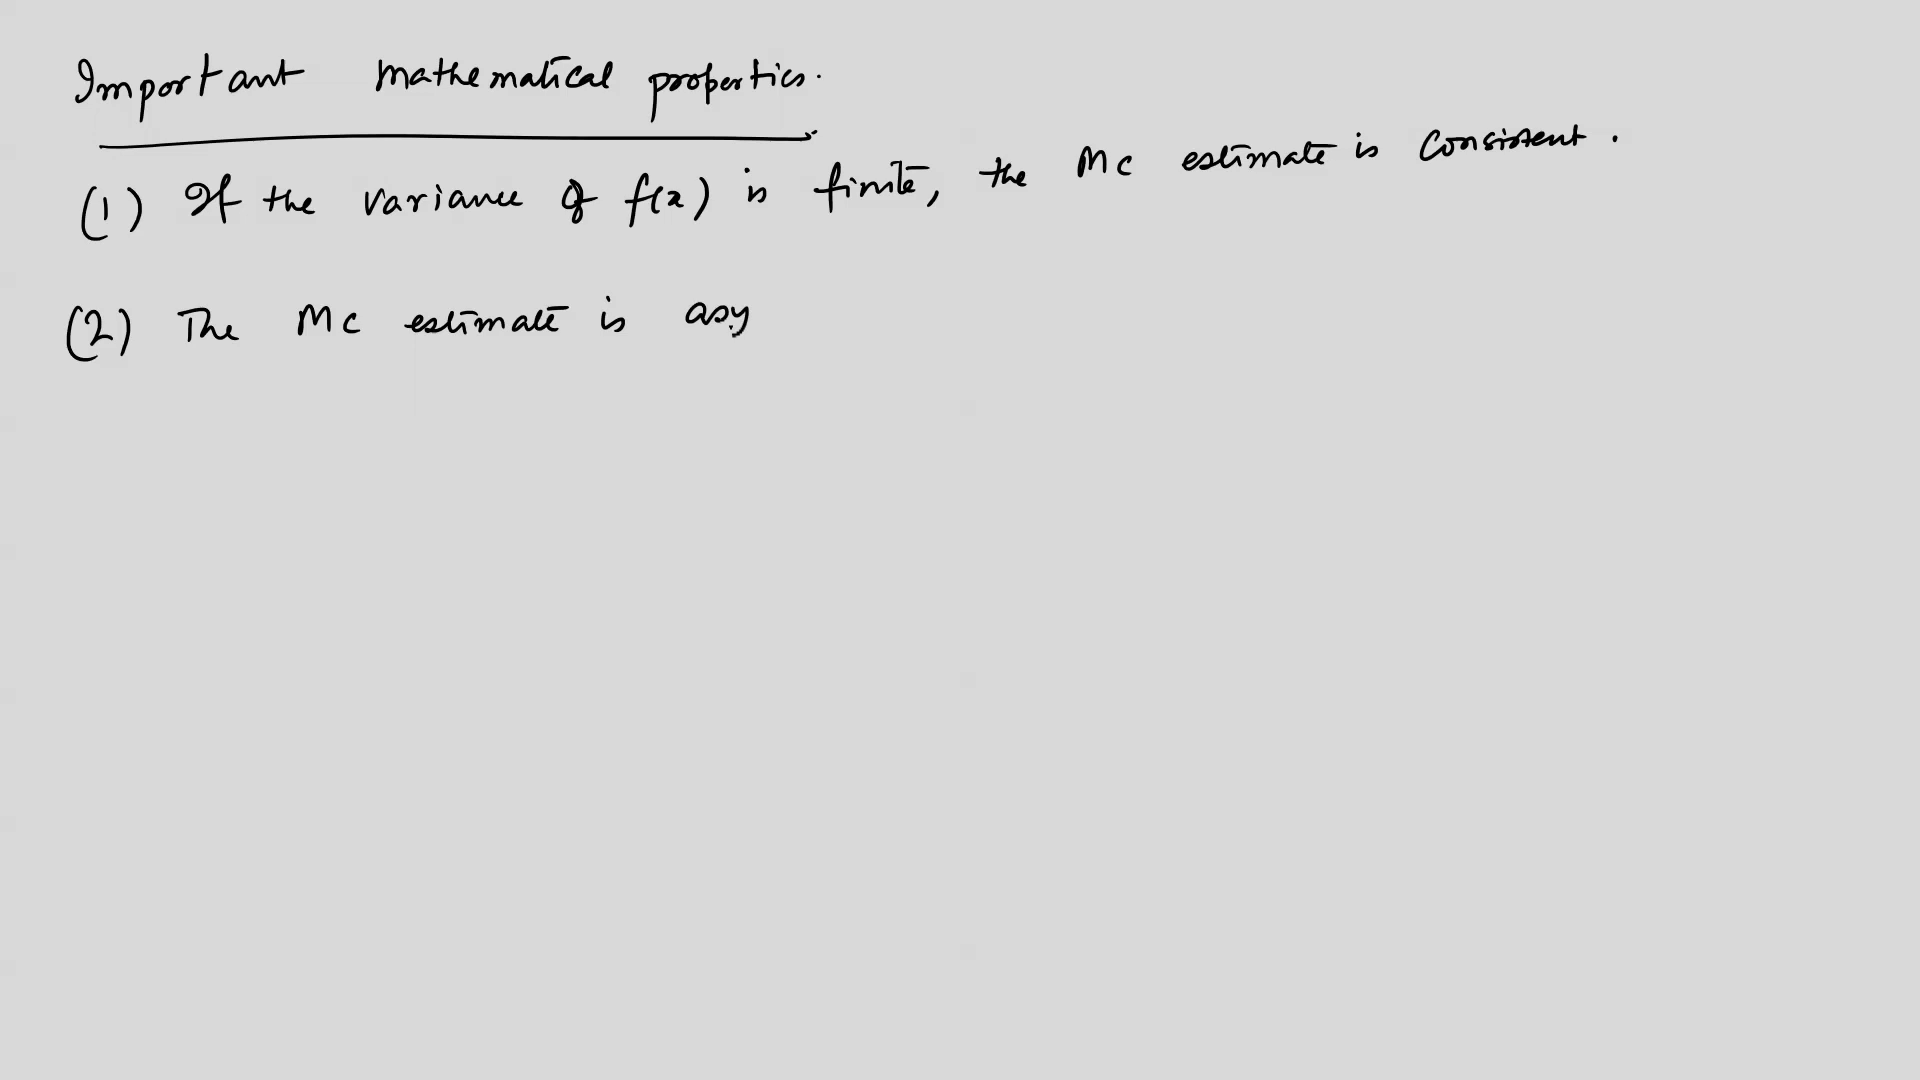 Important mathematical properties.
(1) If the variance of f(x) is finite, the MC estimate is consistent.
(2) The MC estimate is asy